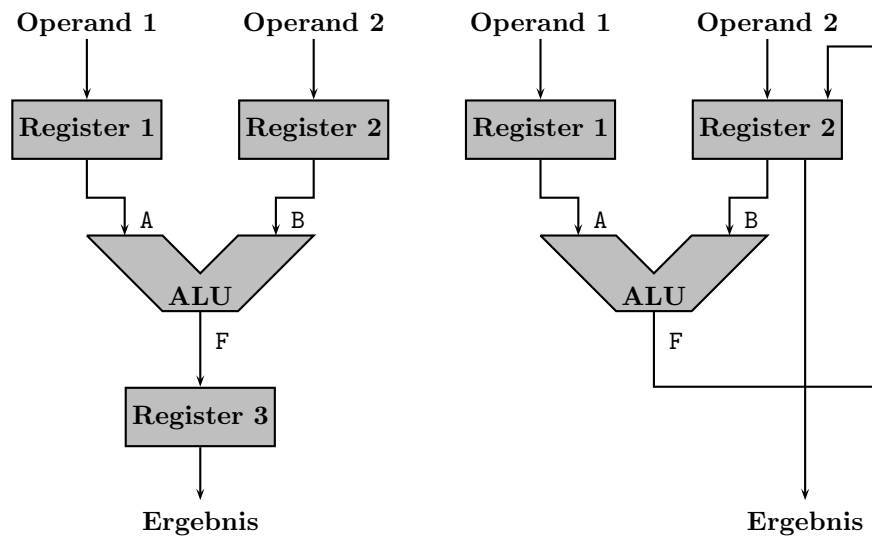 Operand 1
Operand 2
Register 1
Register 2
A
B
ALU
F
Register 3
Ergebnis
Operand 1
Operand 2
Register 1
Register 2
A
B
ALU
F
Ergebnis